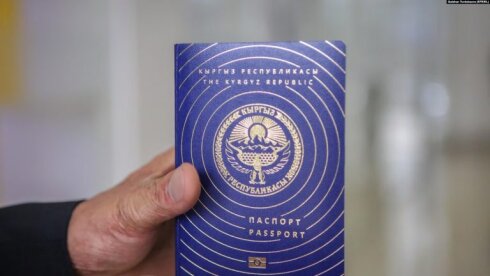 КЫРГЫЗ РЕСПУБЛИКАСЫ
THE KYRGYZ REPUBLIC
КЫРГЫЗ
РЕСПУБЛИКАСЫ
ПАСПОРТ
PASSPORT